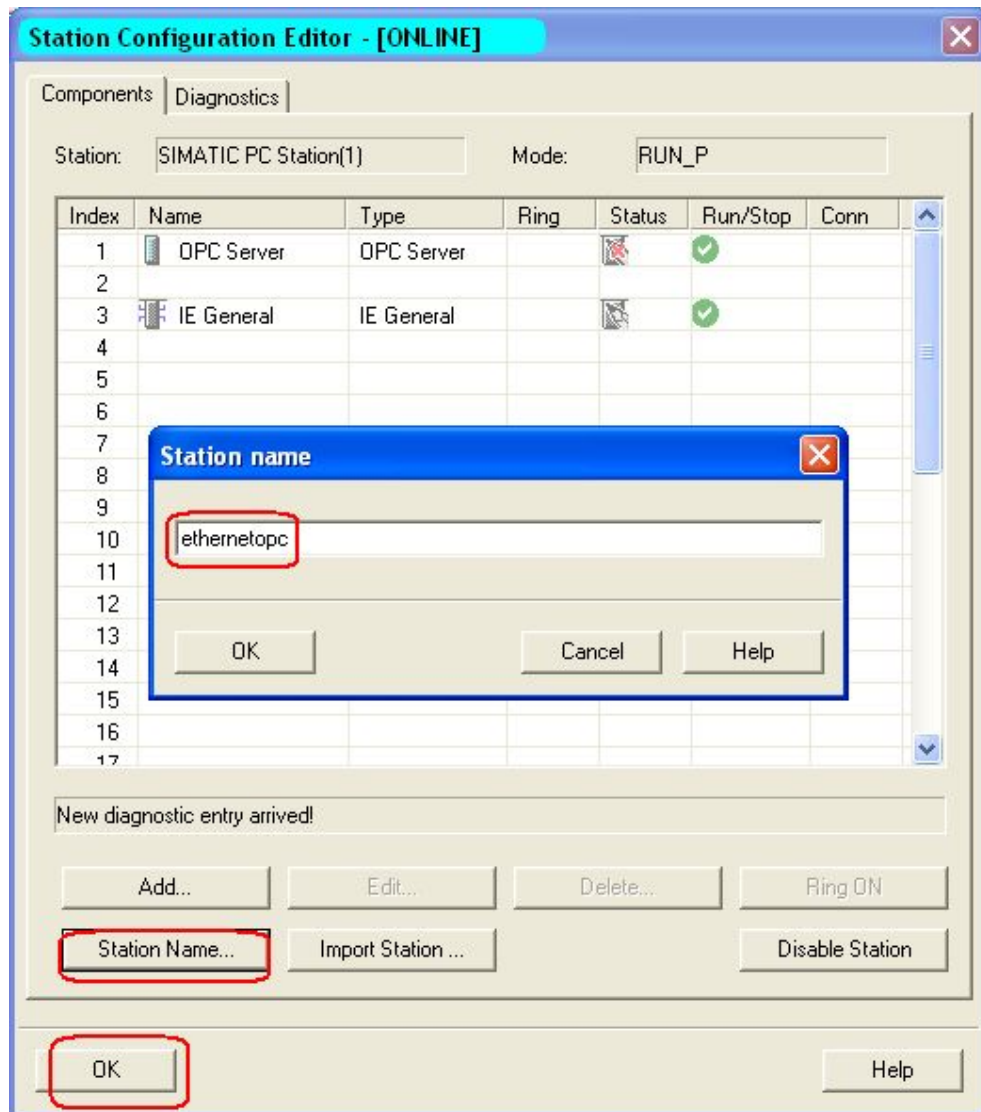 Station Configuration Editor - [ONLINE]
Components Diagnostics
Station: SIMATIC PC Station(1) Mode: RUN_P
Index Name Type Ring Status Run/Stop Conn
1 OPC Server OPC Server
2
3 IE General IE General
4
5
6
7
Station name
8
9
10
ethernetopc
11
12
13
OK Cancel Help
14
15
16
17
New diagnostic entry arrived!
Add... Edit... Delete... Ring ON
Station Name... Import Station ... Disable Station
OK Help